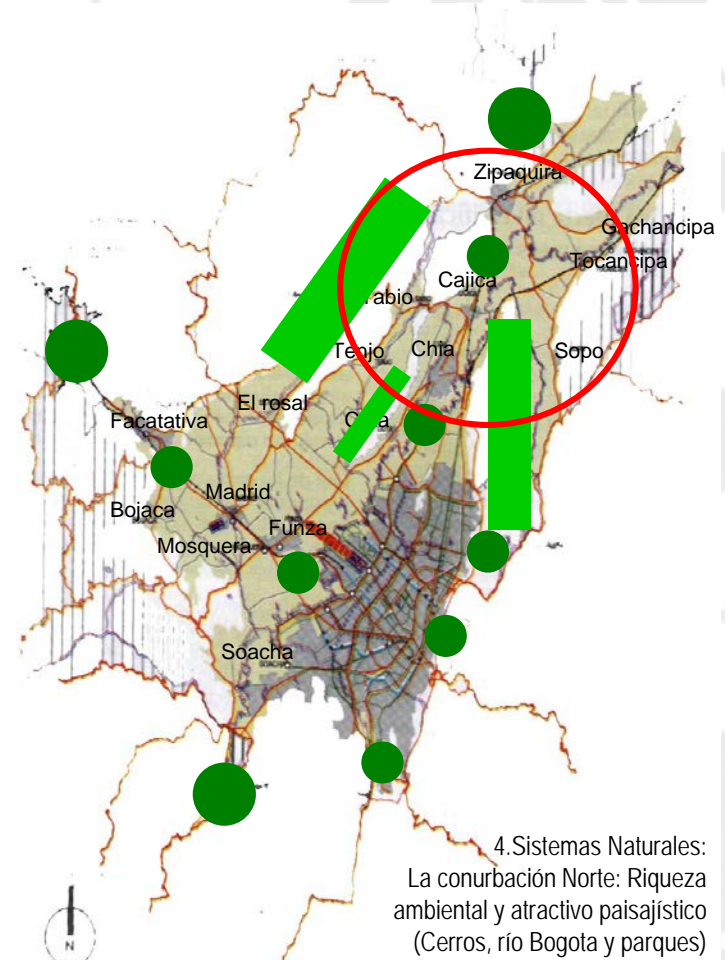 Zipaquira
Gachancipa
Tocancipa
Cajica
Tenjo
Chia
Sopo
El rosal
Facatativa
Madrid
Bojaca
Funza
Mosquera
Soacha
SOACHA
4.Sistemas Naturales:
La conurbación Norte: Riqueza
ambiental y atractivo paisajístico
(Cerros, río Bogota y parques)
N